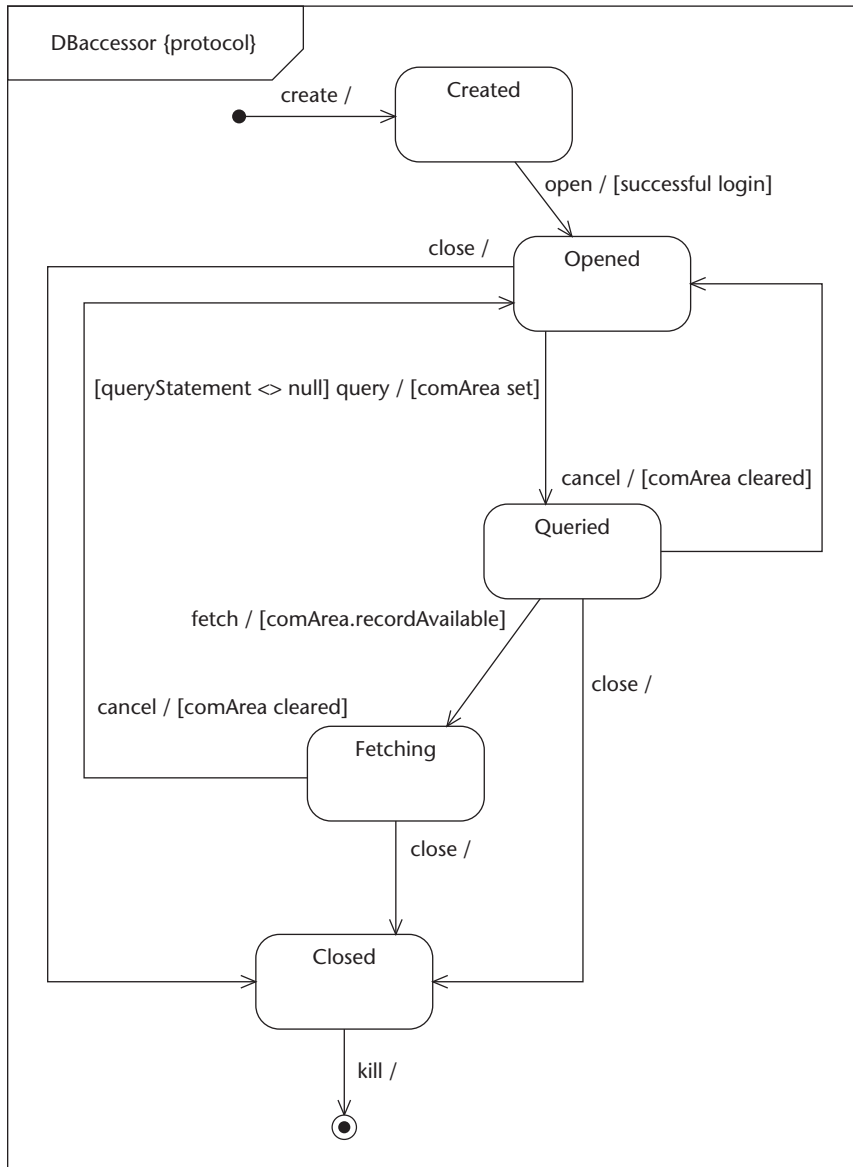 DBaccessor {protocol}
create /
Created
open / [successful login]
close /
Opened
[queryStatement <> null] query / [comArea set]
cancel / [comArea cleared]
Queried
fetch / [comArea.recordAvailable]
close /
cancel / [comArea cleared]
Fetching
close /
Closed
kill /